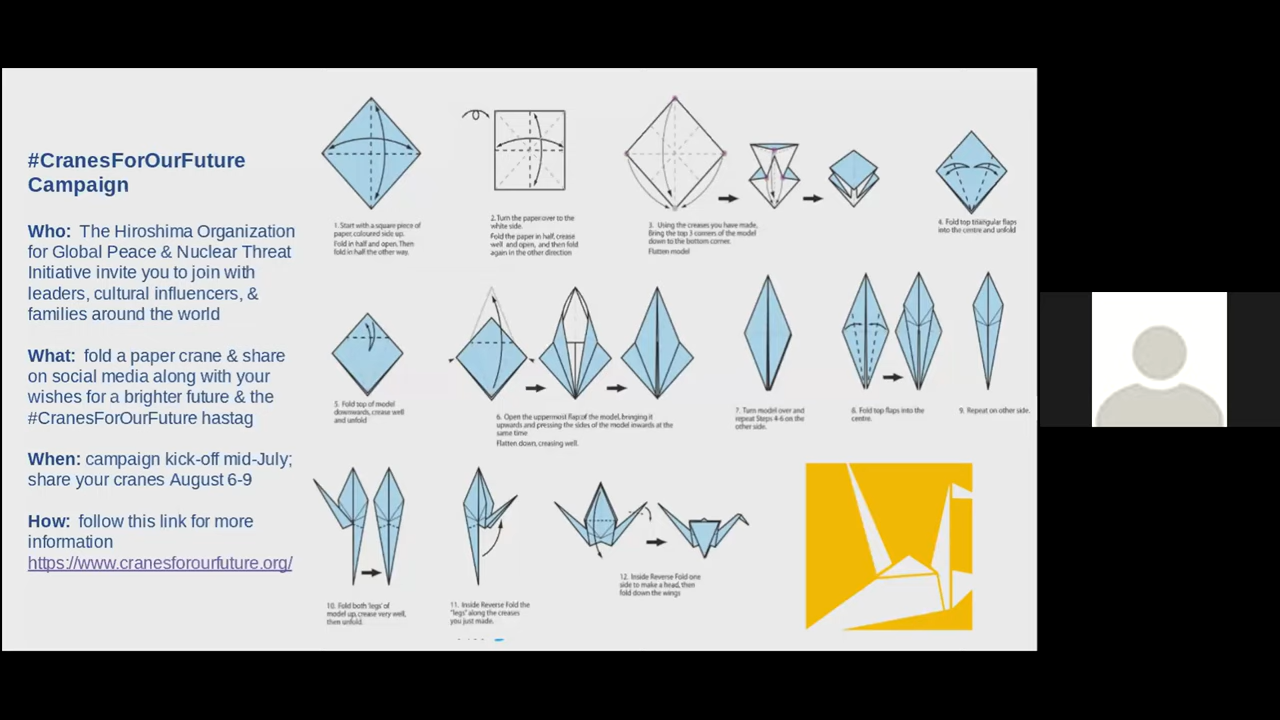 #CranesForOurFuture
Campaign
Who: The Hiroshima Organization
for Global Peace & Nuclear Threat
Initiative invite you to join with
leaders, cultural influencers, &
families around the world
What: fold a paper crane & share
on social media along with your
wishes for a brighter future & the
#CranesForOurFuture hastag
When: campaign kick-off mid-July;
share your cranes August 6-9
How: follow this link for more
information
https://www.cranesforourfuture.org/
1. Start with a square piece of
paper, coloured side up.
Fold in half and open. Then
fold in half the other way.
2. Turn the paper over to the
white side.
Fold the paper in half, crease
well and open, and then fold
again in the other direction
3. Using the creases you have made,
Bring the top 3 corners of the model
down to the bottom corner.
Flatten model
4. Fold top triangular flaps
into the centre and unfold
5. Fold top of model
downwards, crease well
and unfold
6. Open the uppermost flap of the model, bringing it
upwards and pressing the sides of the model inwards at the
same time
Flatten down, creasing well.
7. Turn model over and
repeat Steps 4-6 on the
other side.
8. Fold top flaps into the
centre.
9. Repeat on other side.
10. Fold both 'legs' of
model up, crease very well,
then unfold.
11. Inside Reverse Fold the
"legs" along the creases
you just made.
12. Inside Reverse Fold one
side to make a head, then
fold down the wings